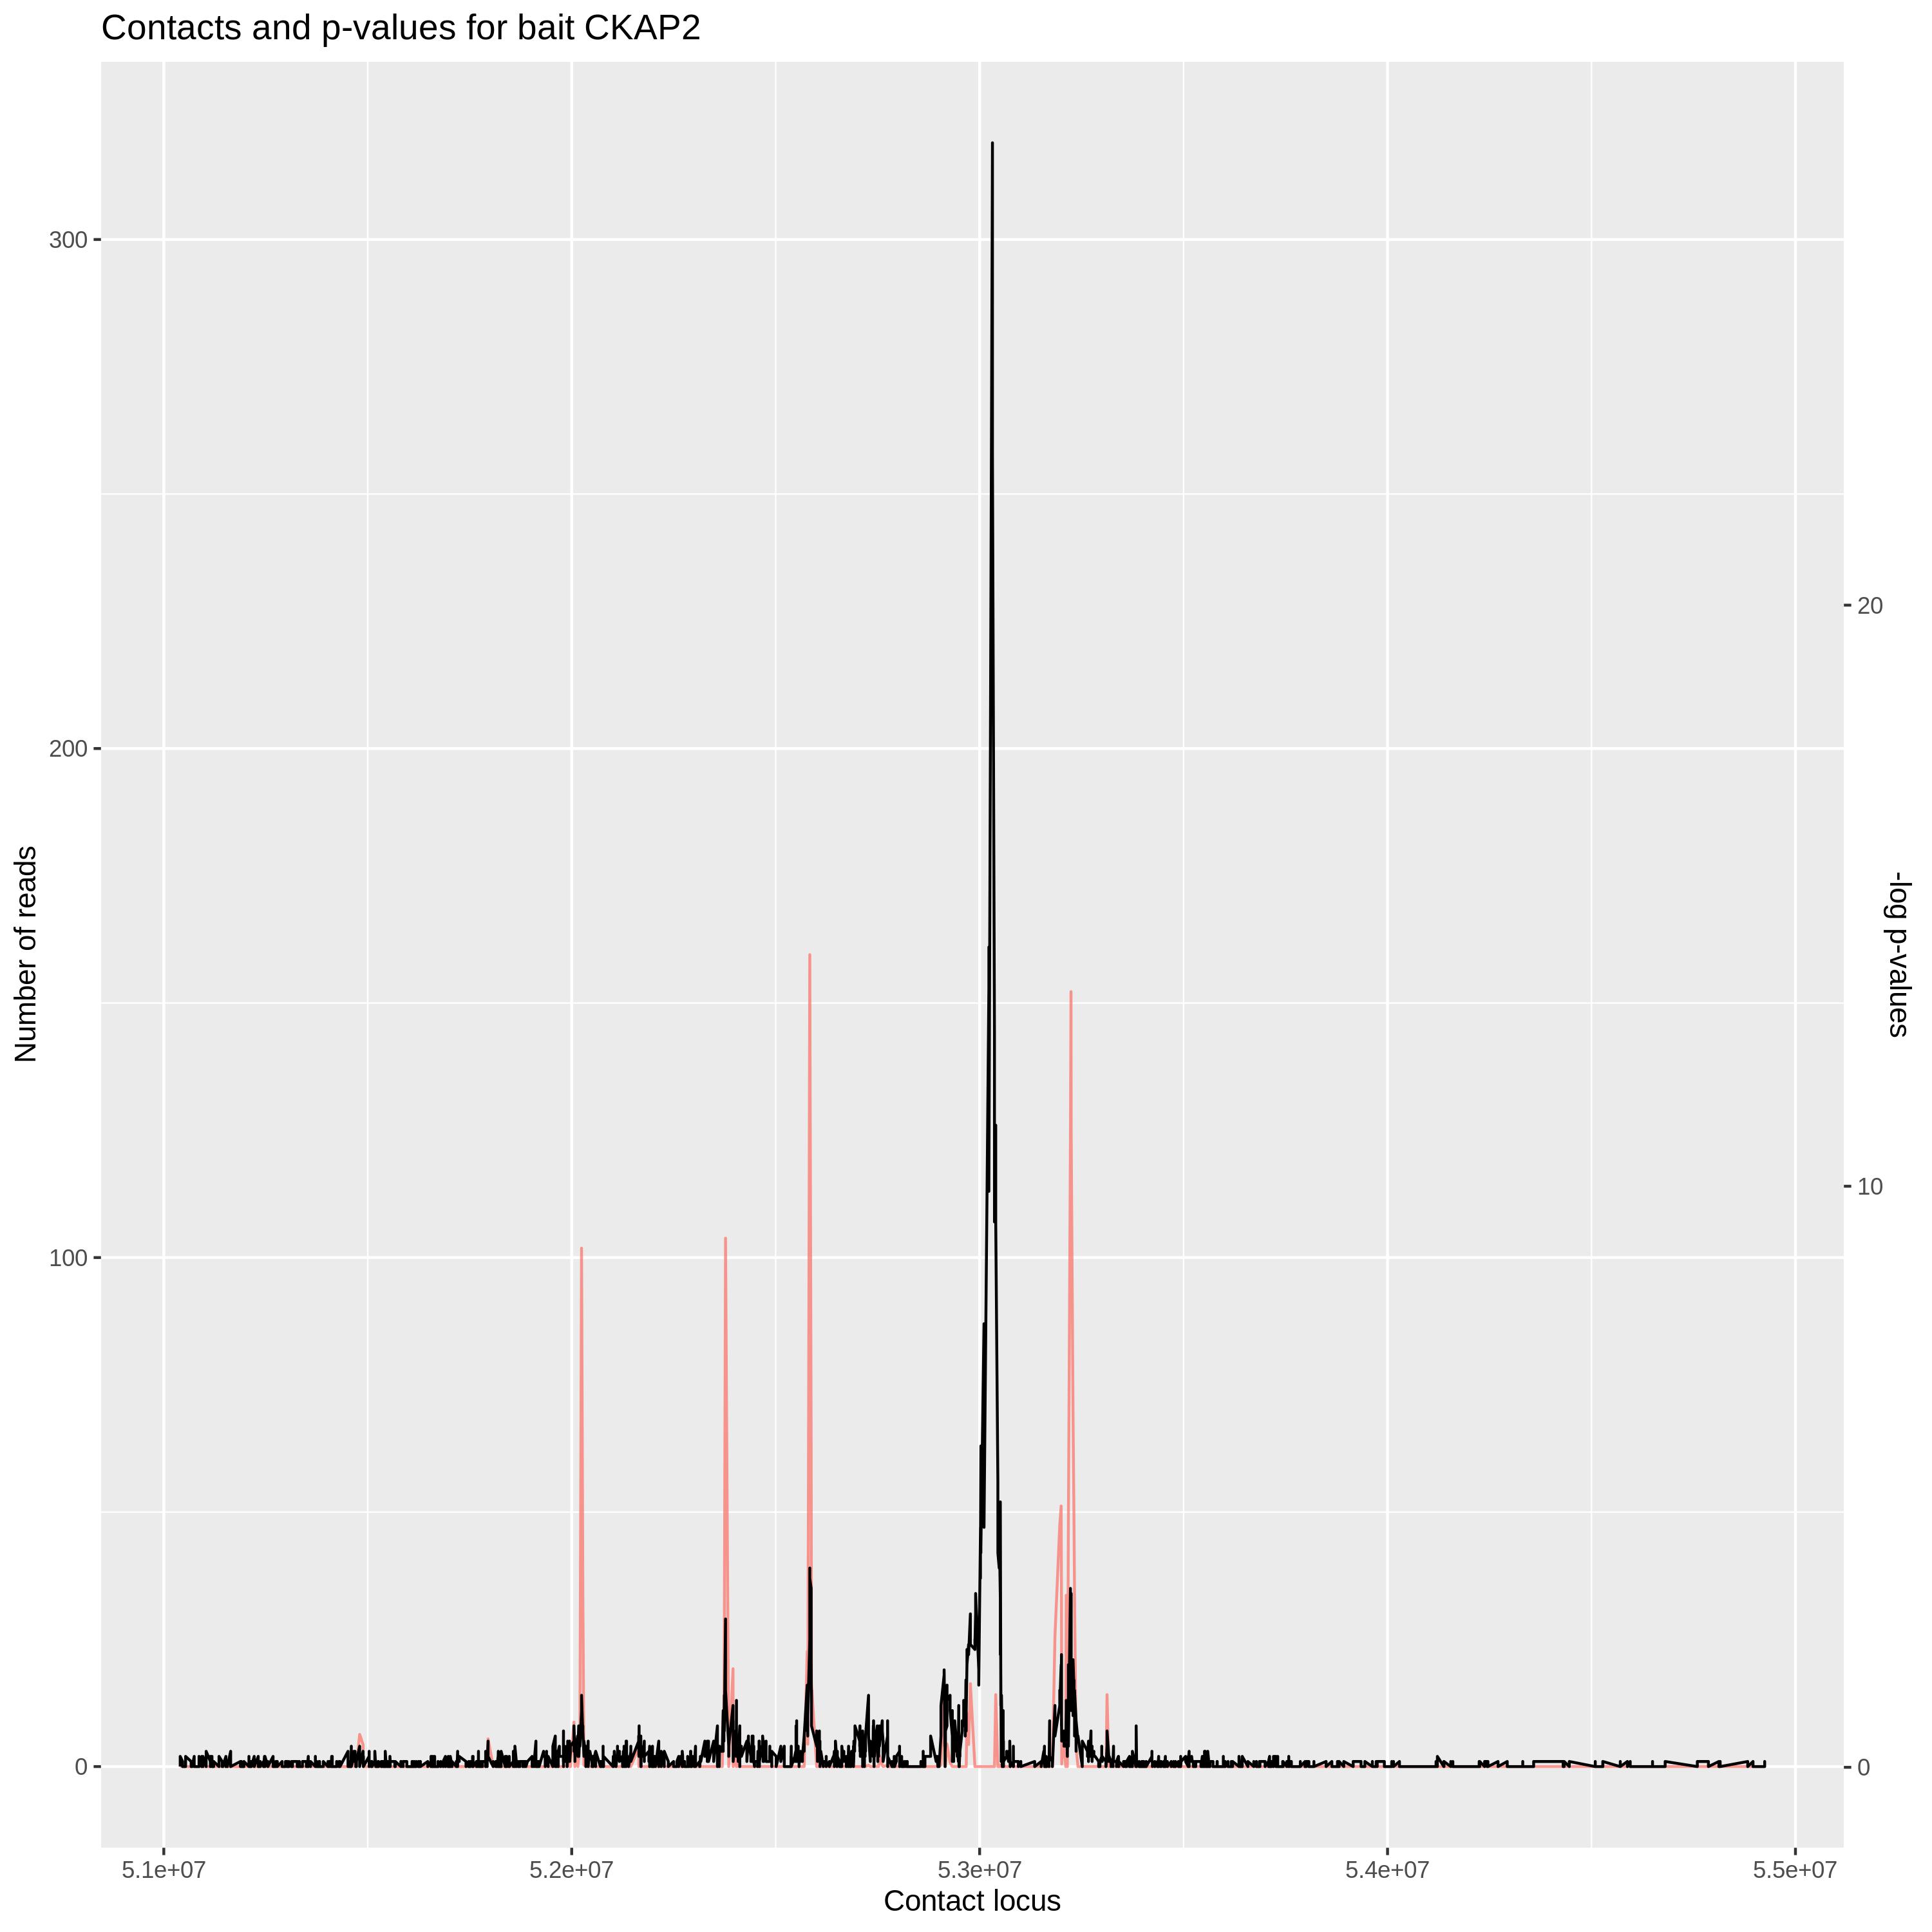 Contacts and p-values for bait CKAP2
Number of reads
300
200
100
0
-log p-values
20
10
0
5.1e+07
5.2e+07
5.3e+07
5.4e+07
5.5e+07
Contact locus